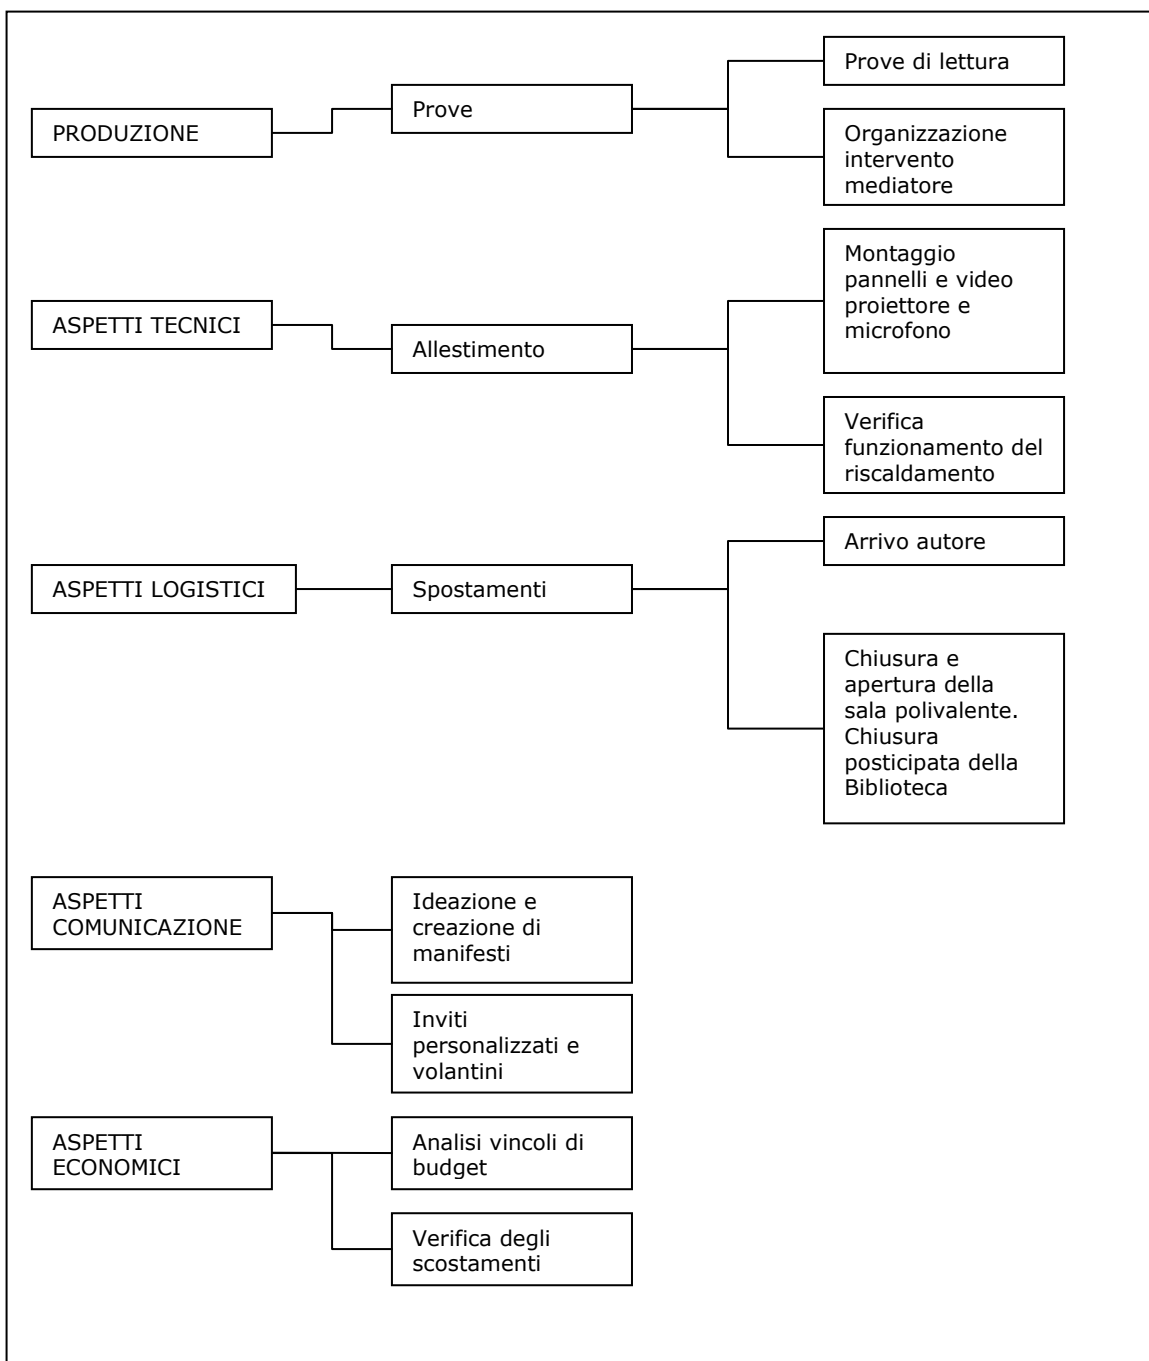 PRODUZIONE
Prove
Prove di lettura
Organizzazione
intervento
mediatore
ASPETTI TECNICI
Allestimento
Montaggio
pannelli e video
proiettore e
microfono
Verifica
funzionamento del
riscaldamento
ASPETTI LOGISTICI
Spostamenti
Arrivo autore
Chiusura e
apertura della
sala polivalente.
Chiusura
posticipata della
Biblioteca
ASPETTI
COMUNICAZIONE
Ideazione e
creazione di
manifesti
Inviti
personalizzati e
volantini
ASPETTI
ECONOMICI
Analisi vincoli di
budget
Verifica degli
scostamenti